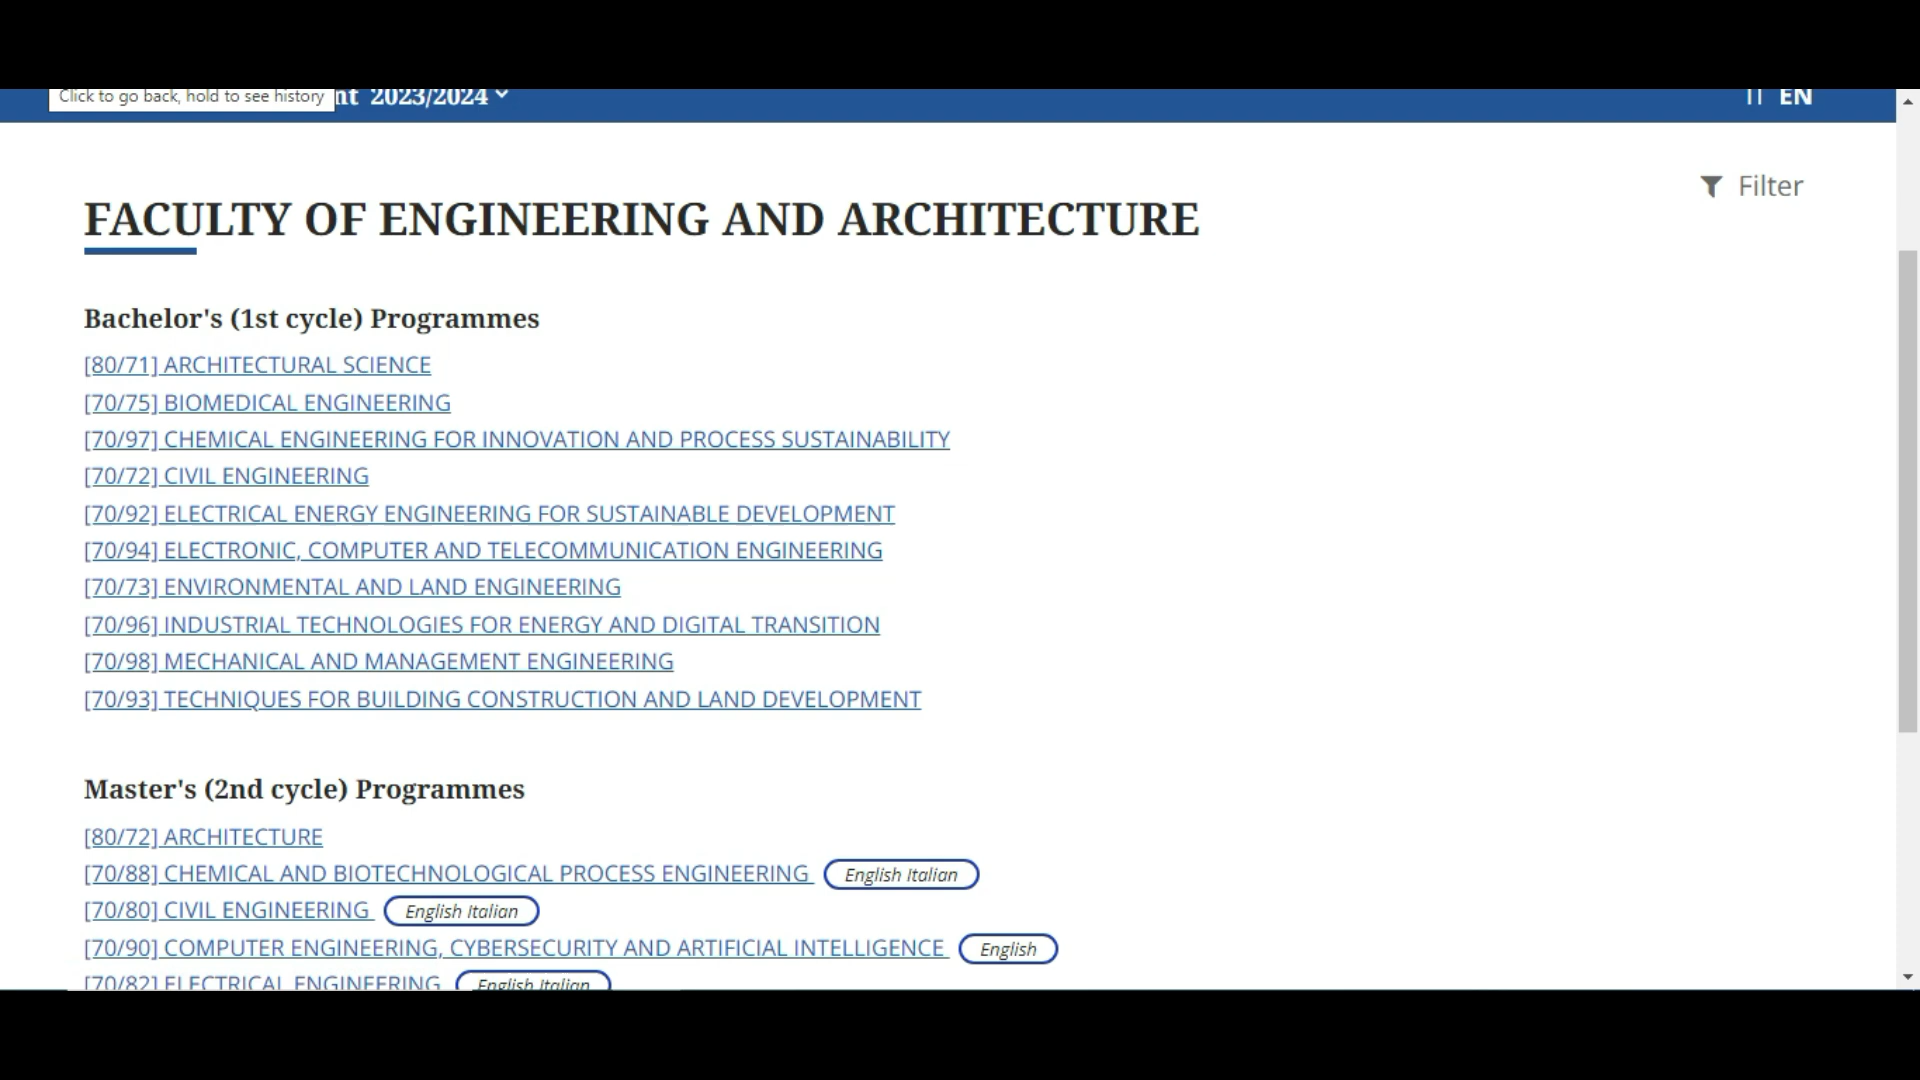 Click to go back, hold to see history nt 2023/2024
IT EN
Filter
FACULTY OF ENGINEERING AND ARCHITECTURE
Bachelor's (1st cycle) Programmes
[80/71] ARCHITECTURAL SCIENCE
[70/75] BIOMEDICAL ENGINEERING
[70/97] CHEMICAL ENGINEERING FOR INNOVATION AND PROCESS SUSTAINABILITY
[70/72] CIVIL ENGINEERING
[70/92] ELECTRICAL ENERGY ENGINEERING FOR SUSTAINABLE DEVELOPMENT
[70/94] ELECTRONIC, COMPUTER AND TELECOMMUNICATION ENGINEERING
[70/73] ENVIRONMENTAL AND LAND ENGINEERING
[70/96] INDUSTRIAL TECHNOLOGIES FOR ENERGY AND DIGITAL TRANSITION
[70/98] MECHANICAL AND MANAGEMENT ENGINEERING
[70/93] TECHNIQUES FOR BUILDING CONSTRUCTION AND LAND DEVELOPMENT
Master's (2nd cycle) Programmes
[80/72] ARCHITECTURE
[70/88] CHEMICAL AND BIOTECHNOLOGICAL PROCESS ENGINEERING English Italian
[70/80] CIVIL ENGINEERING English Italian
[70/90] COMPUTER ENGINEERING, CYBERSECURITY AND ARTIFICIAL INTELLIGENCE English
[70/82] ELECTRICAL ENGINEERING English Italian